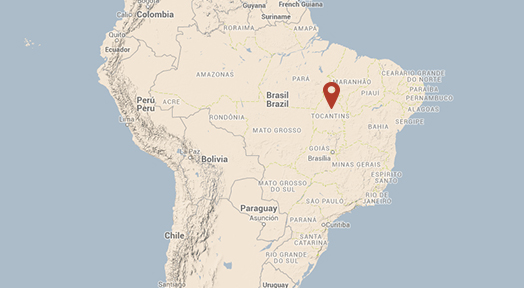 Guyana
French Guiana
Caló
Colombia
Suriname
RORAIMA
AMAPÁ
Quito
Ecuador
AMAZONAS
PARÁ
MARANHÃO
CEARÁ
RIO GRANDE
DO NORTE
PARAÍBA
PIAUÍ
PERNAMBUCO
Brasil
Brazil
ACRE
Perú
Peru
ALAGOAS
TOCANTINS
RONDÔNIA
SERGIPE
Lima
MATO GROSSO
BAHIA
GOIÁS
La Paz
Brasília
Bolivia
MINAS GERAIS
ESPIRITO
SANTO
MATO GROSSO
DO SUL
RIO DE
JANEIRO
SÃO PAULO
Paraguay
Asunción
PARANÁ
Curitiba
Chile
SANTA
CATARINA
RIO GRANDE
DO SUL
Santiago
Uruguay